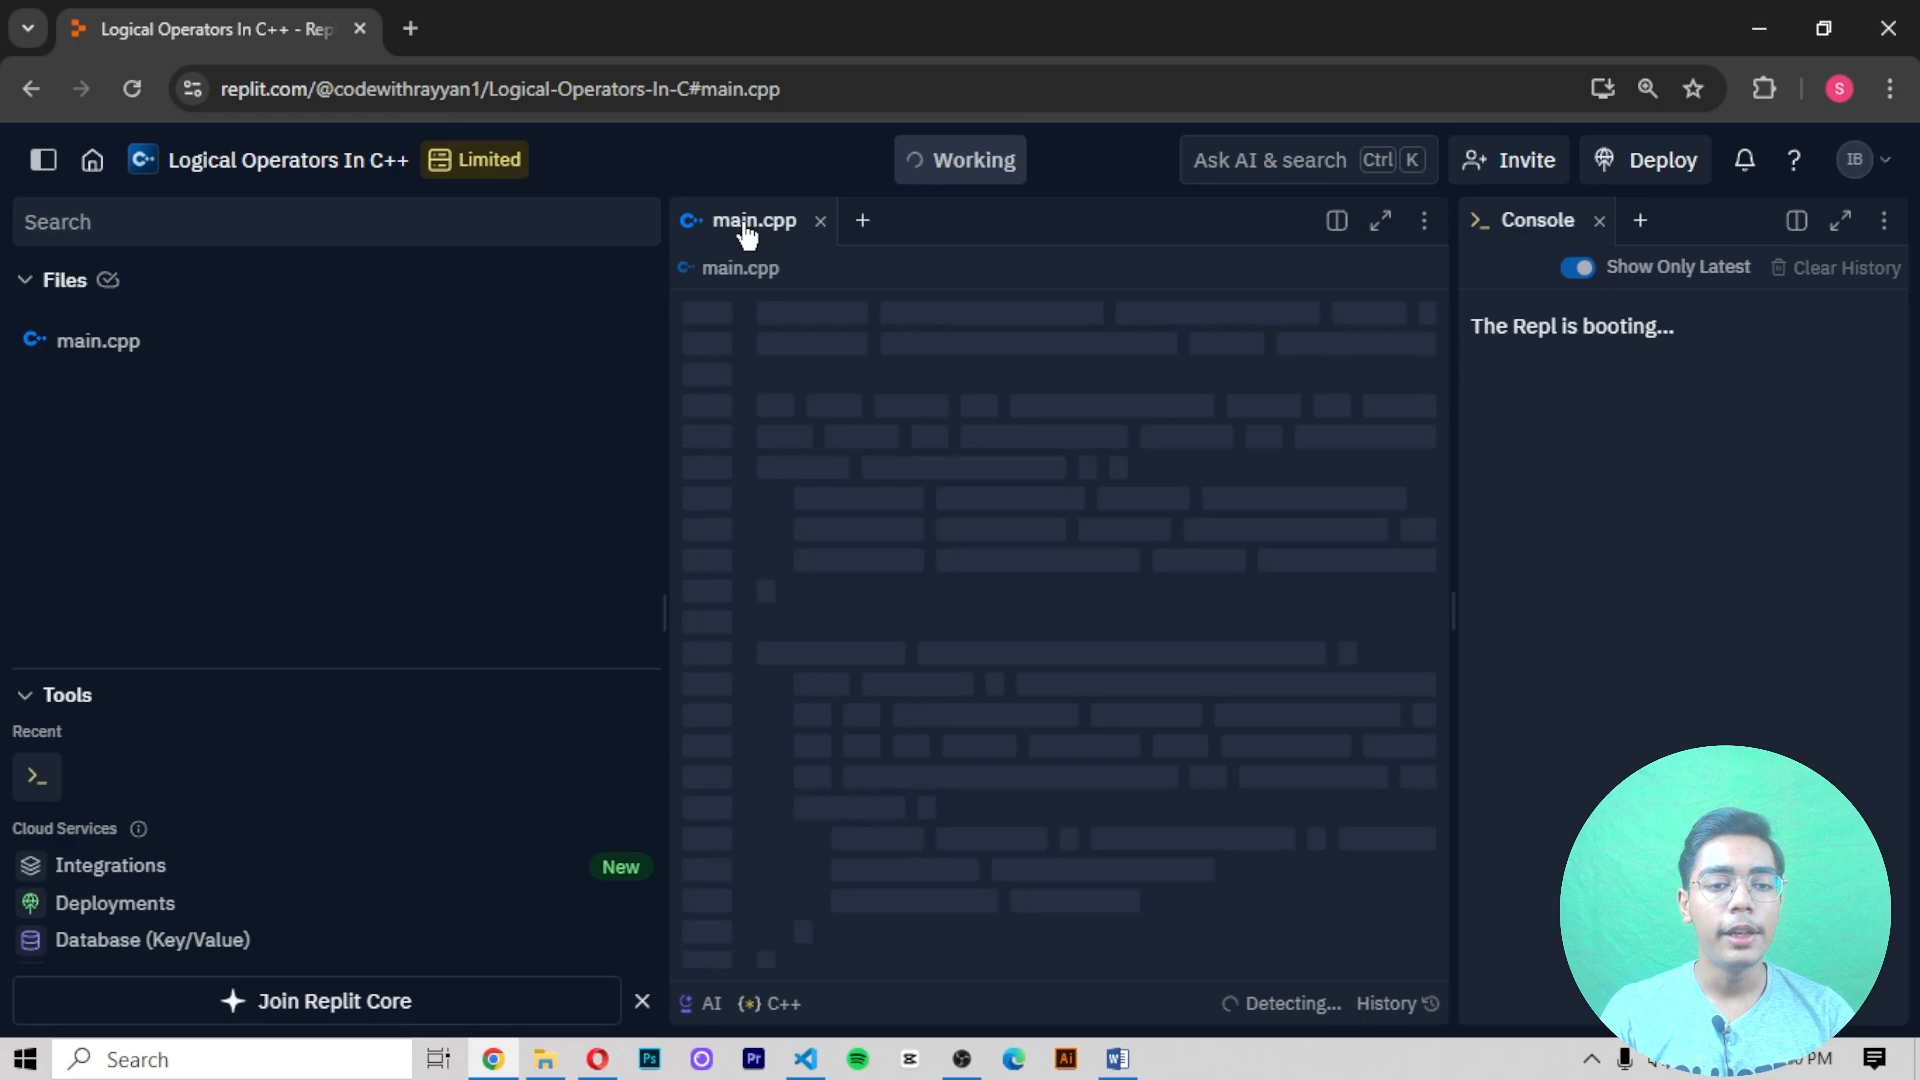 Logical Operators In C++ - Rep
replit.com/@codewithrayyan1/Logical-Operators-In-C#main.cpp
S
C++ Logical Operators In C++ Limited
Working
Ask AI & search Ctrl K
Invite
Deploy
?
IB
Search
Files
main.cpp
Tools
Recent
>_
Cloud Services
Integrations New
Deployments
Database (Key/Value)
Join Replit Core
main.cpp
main.cpp
AI {*} C++
Detecting... History
>_ Console
Show Only Latest Clear History
The Repl is booting...
Search
Ps
Pr
Ai
PM